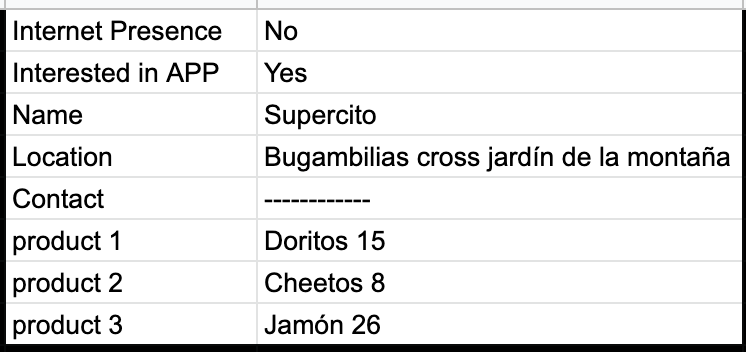 Internet Presence No
Interested in APP Yes
Name Supercito
Location Bugambilias cross jardín de la montaña
Contact ------------
product 1 Doritos 15
product 2 Cheetos 8
product 3 Jamón 26